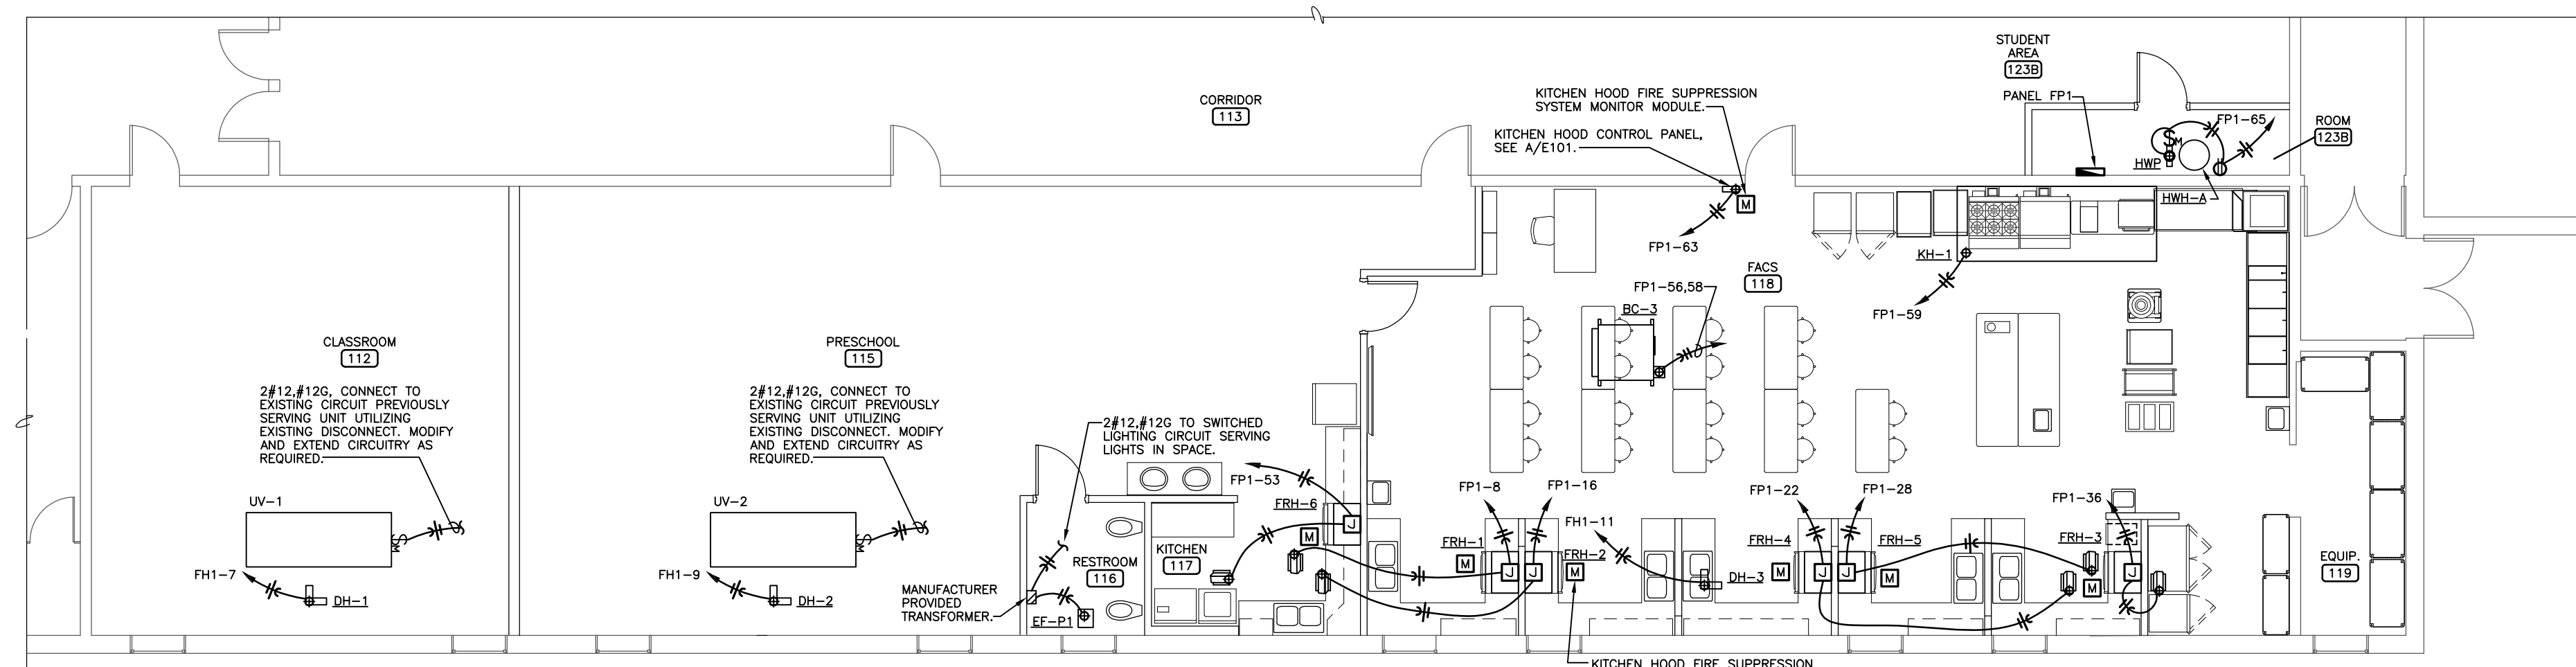 STUDENT
AREA
123B
CORRIDOR
113
KITCHEN HOOD FIRE SUPPRESSION
SYSTEM MONITOR MODULE.
KITCHEN HOOD CONTROL PANEL,
SEE A/E101.
PANEL FP1
FP1-65
ROOM
123B
$M
HWP
HWH-A
M
FP1-63
KH-1
FACS
118
FP1-56,58
BC-3
FP1-59
CLASSROOM
112
2#12,#12G, CONNECT TO
EXISTING CIRCUIT PREVIOUSLY
SERVING UNIT UTILIZING
EXISTING DISCONNECT. MODIFY
AND EXTEND CIRCUITRY AS
REQUIRED.
PRESCHOOL
115
2#12,#12G, CONNECT TO
EXISTING CIRCUIT PREVIOUSLY
SERVING UNIT UTILIZING
EXISTING DISCONNECT. MODIFY
AND EXTEND CIRCUITRY AS
REQUIRED.
2#12,#12G TO SWITCHED
LIGHTING CIRCUIT SERVING
LIGHTS IN SPACE.
FP1-53
FP1-8
FP1-16
FP1-22
FP1-28
FP1-36
UV-1
$M
UV-2
$M
FRH-6
J
M
FH1-11
FRH-1
M
J
J
FRH-2
M
FRH-4
M
J
J
FRH-5
M
FRH-3
M
J
KITCHEN
117
RESTROOM
116
EQUIP.
119
FH1-7
DH-1
FH1-9
DH-2
DH-3
MANUFACTURER
PROVIDED
TRANSFORMER.
EF-P1
KITCHEN HOOD FIRE SUPPRESSION